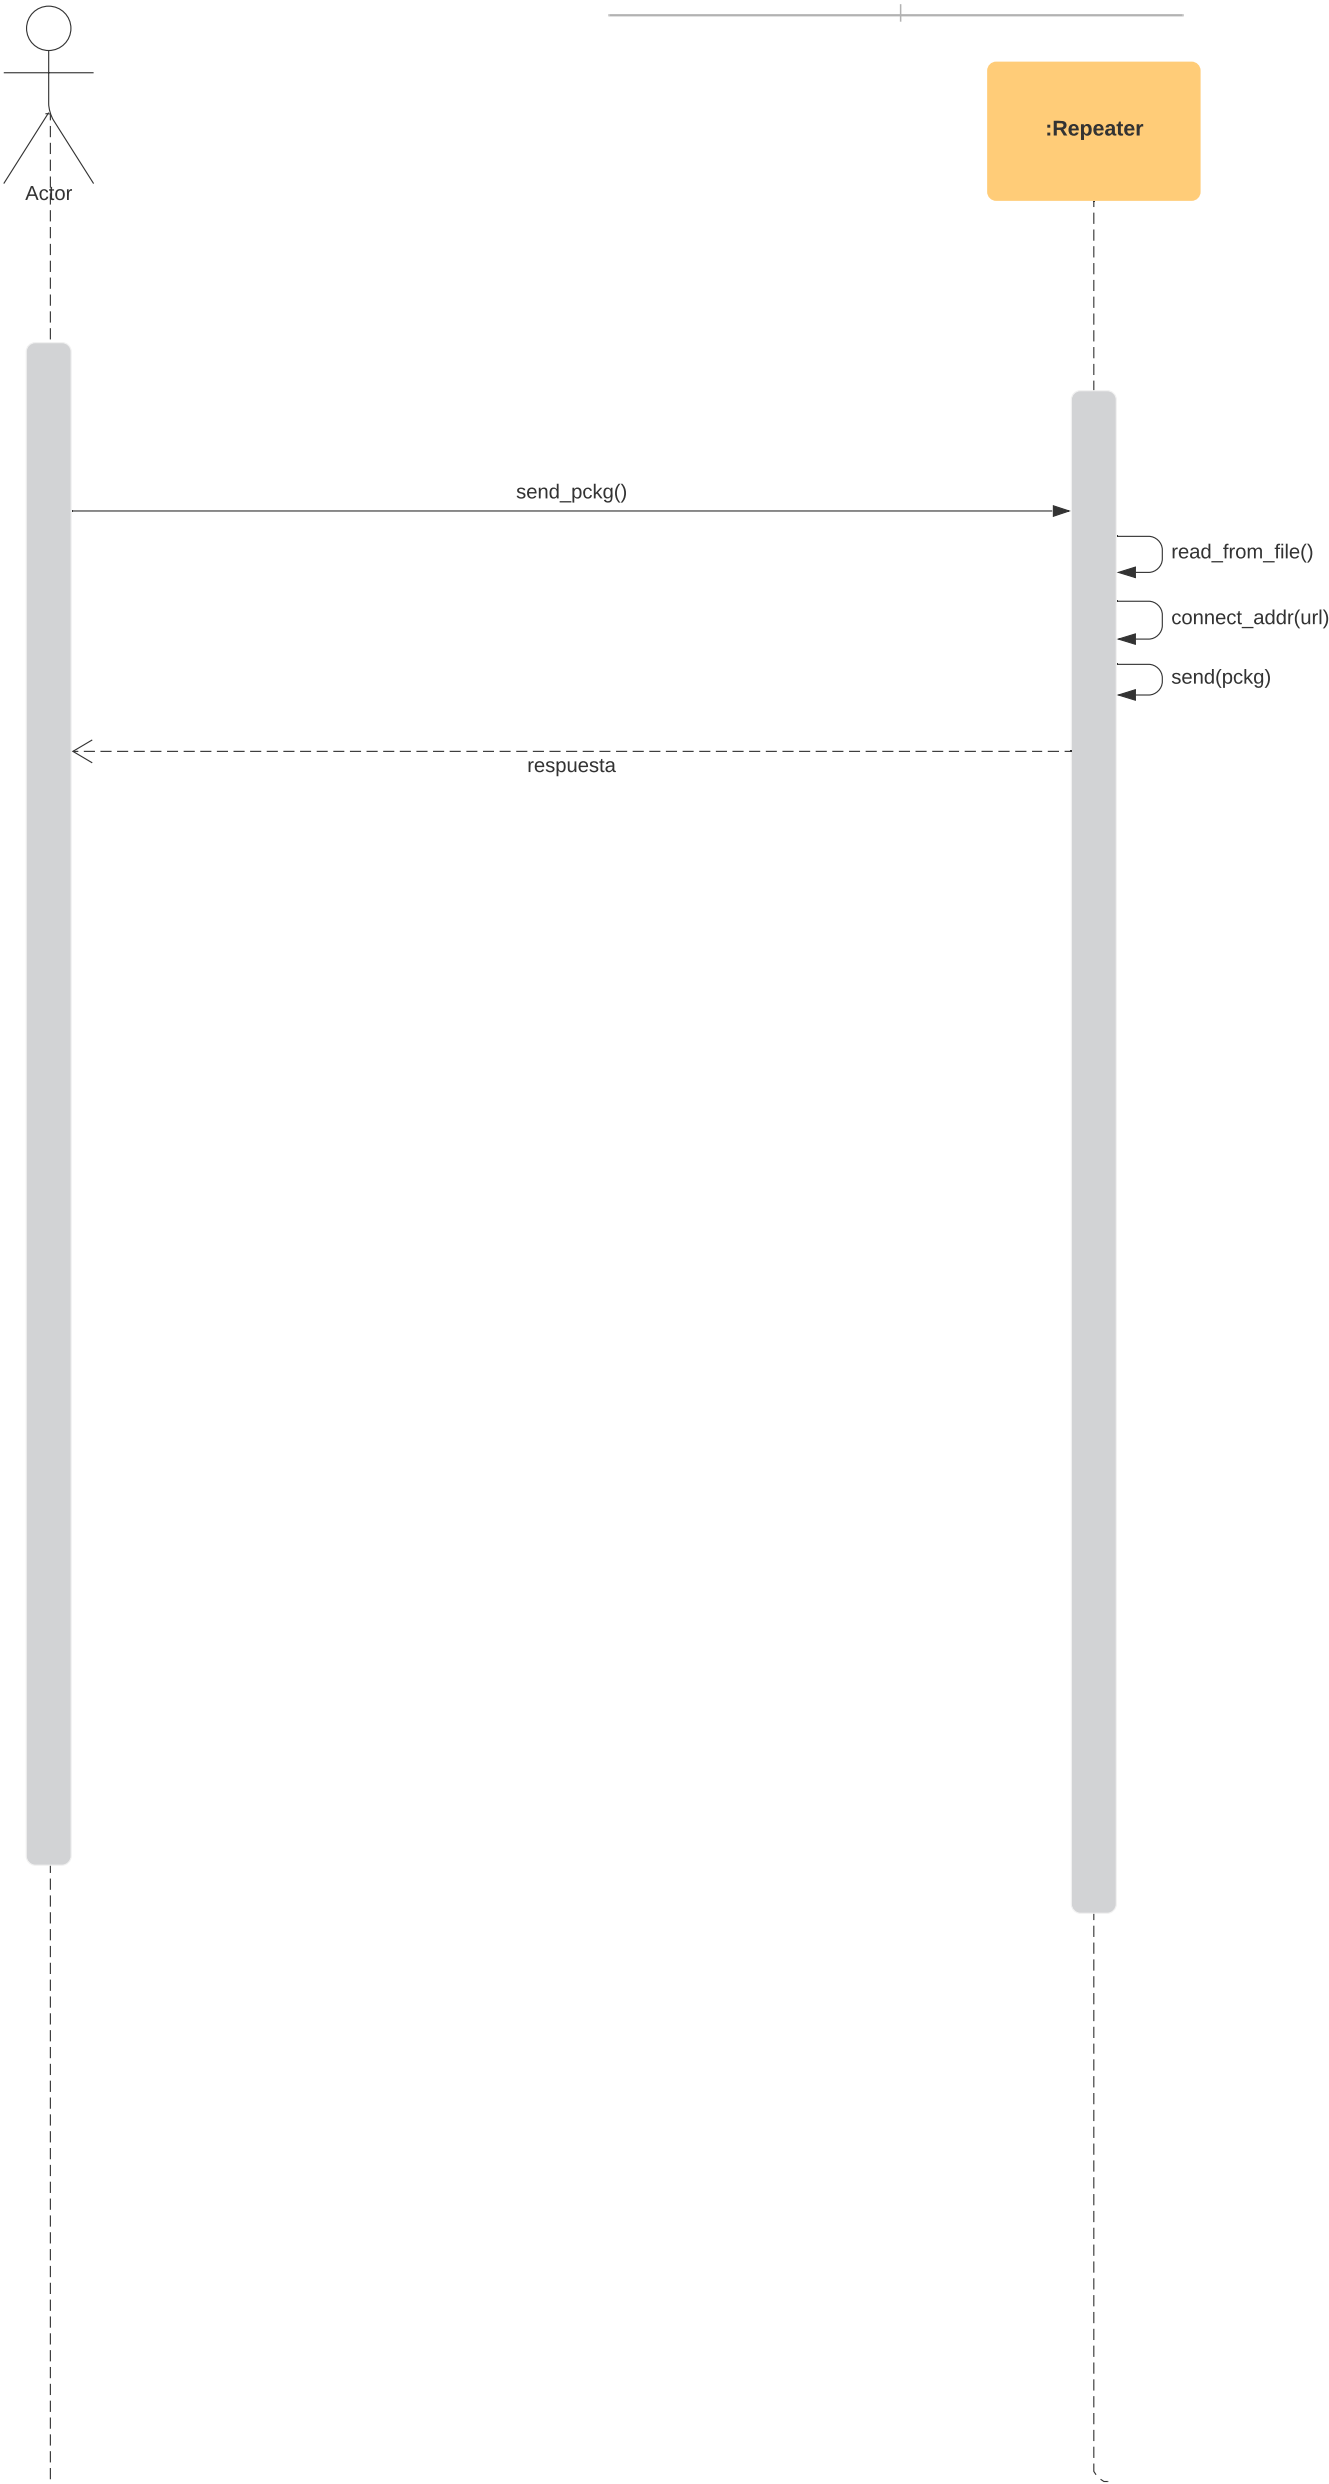 Actor
:Repeater
send_pckg()
read_from_file()
connect_addr(url)
send(pckg)
respuesta